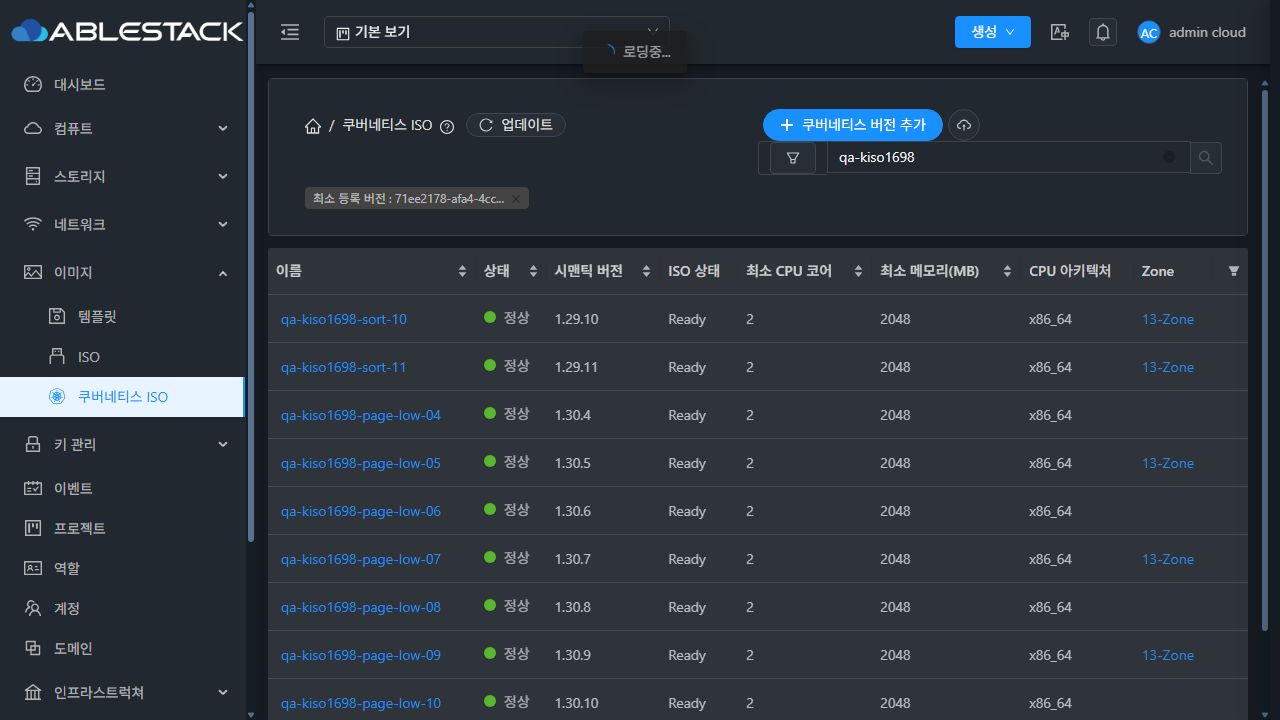 ABLESTACK
기본 보기
생성
AC
admin cloud
로딩중...
대시보드
컴퓨트
스토리지
네트워크
이미지
템플릿
ISO
쿠버네티스 ISO
키 관리
이벤트
프로젝트
역할
계정
도메인
인프라스트럭쳐
/ 쿠버네티스 ISO
업데이트
쿠버네티스 버전 추가
qa-kiso1698
최소 등록 버전 : 71ee2178-afa4-4cc...
이름 상태 시맨틱 버전 ISO 상태 최소 CPU 코어 최소 메모리(MB) CPU 아키텍처 Zone
qa-kiso1698-sort-10 정상 1.29.10 Ready 2 2048 x86_64 13-Zone
qa-kiso1698-sort-11 정상 1.29.11 Ready 2 2048 x86_64 13-Zone
qa-kiso1698-page-low-04 정상 1.30.4 Ready 2 2048 x86_64
qa-kiso1698-page-low-05 정상 1.30.5 Ready 2 2048 x86_64 13-Zone
qa-kiso1698-page-low-06 정상 1.30.6 Ready 2 2048 x86_64
qa-kiso1698-page-low-07 정상 1.30.7 Ready 2 2048 x86_64 13-Zone
qa-kiso1698-page-low-08 정상 1.30.8 Ready 2 2048 x86_64
qa-kiso1698-page-low-09 정상 1.30.9 Ready 2 2048 x86_64 13-Zone
qa-kiso1698-page-low-10 정상 1.30.10 Ready 2 2048 x86_64